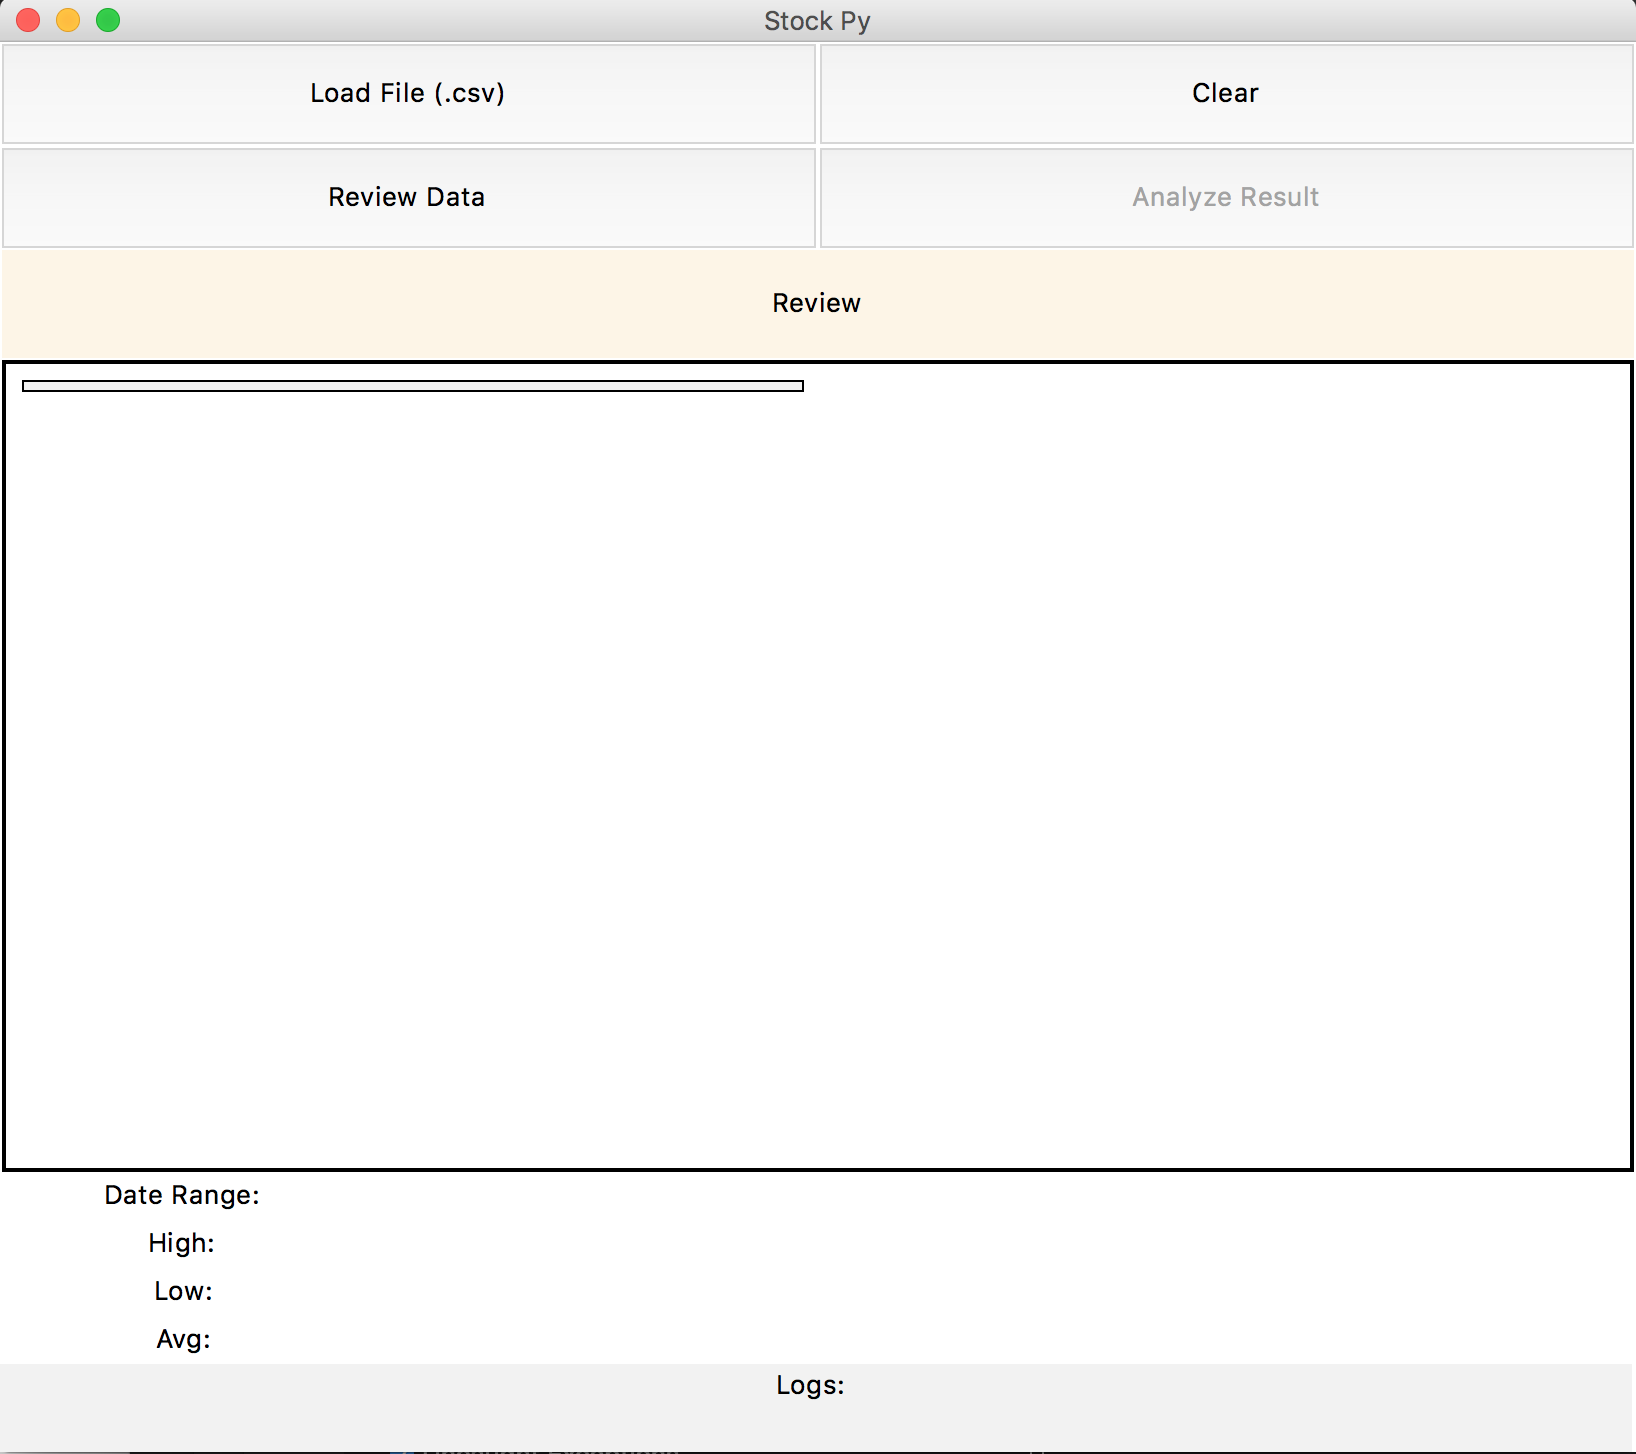 Stock Py
Load File (.csv)
Clear
Review Data
Analyze Result
Review
Date Range:
High:
Low:
Avg:
Logs: